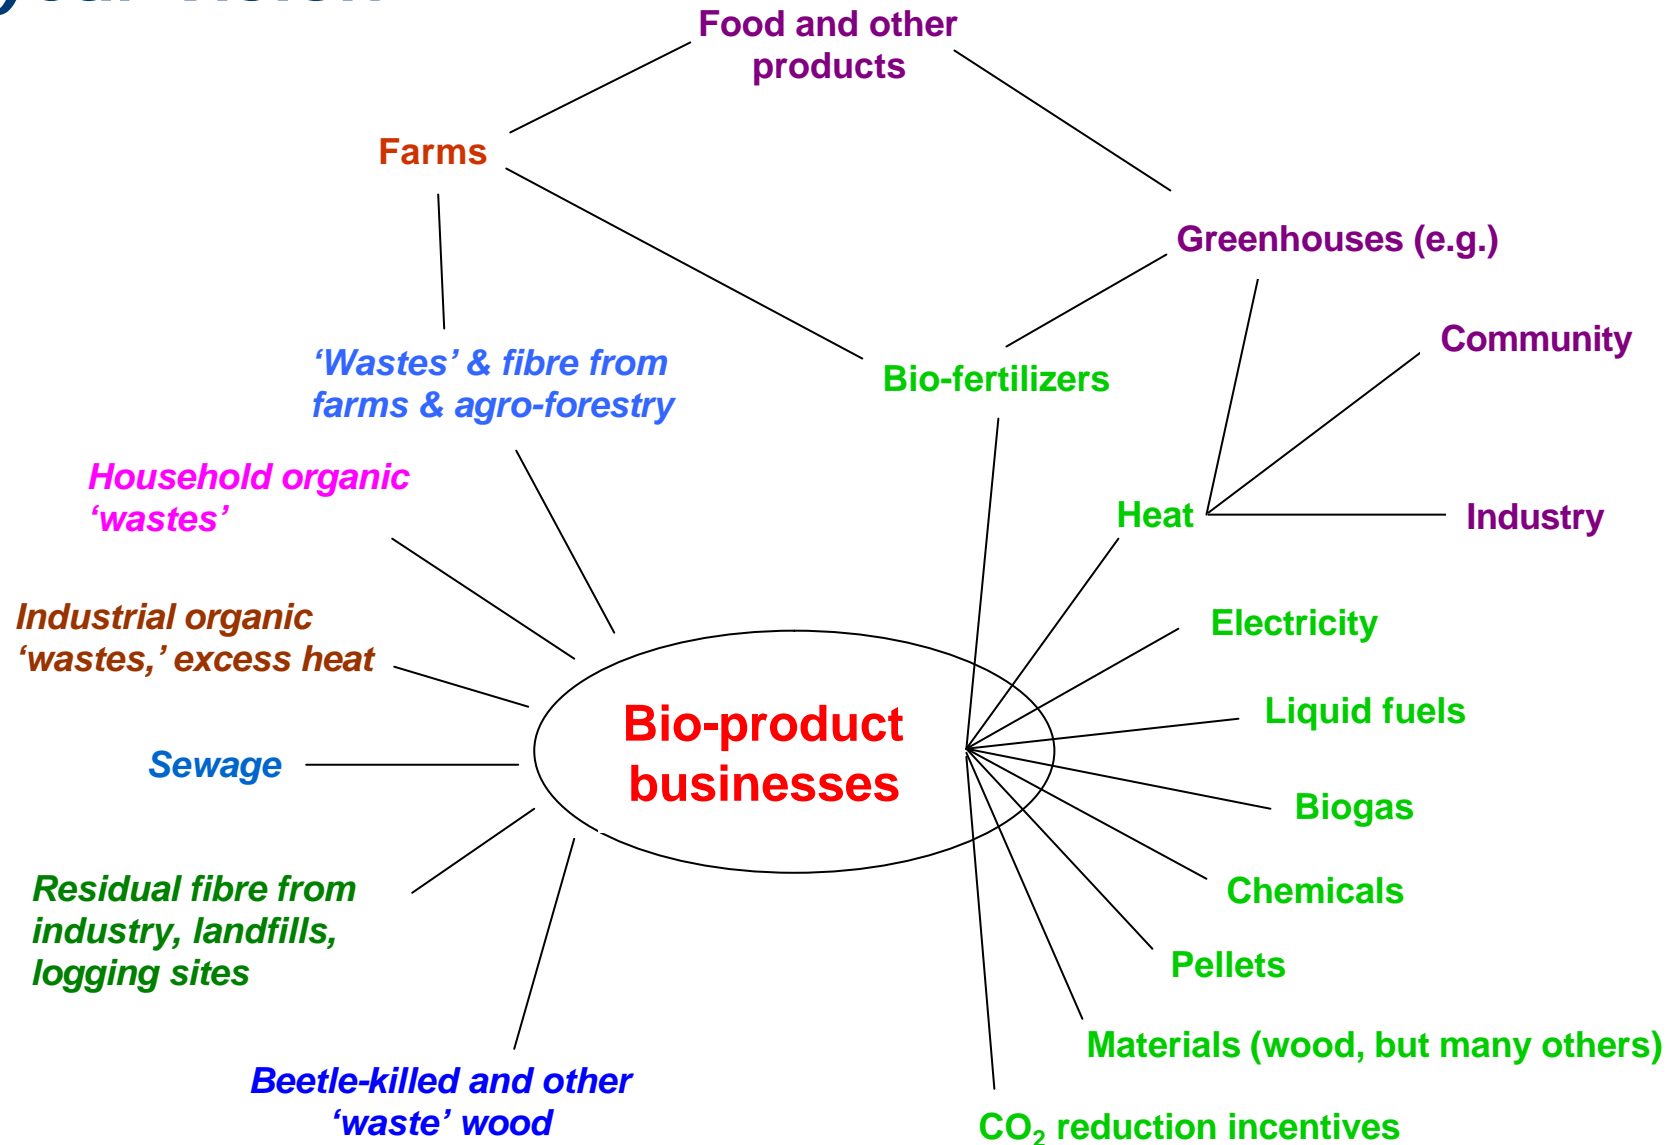 Food and other
products
Farms
Greenhouses (e.g.)
Community
‘Wastes’ & fibre from
farms & agro-forestry
Bio-fertilizers
Household organic
‘wastes’
Heat
Industry
Industrial organic
‘wastes,’ excess heat
Electricity
Bio-product
businesses
Liquid fuels
Sewage
Biogas
Residual fibre from
industry, landfills,
logging sites
Chemicals
Pellets
Materials (wood, but many others)
Beetle-killed and other
‘waste’ wood
CO₂ reduction incentives